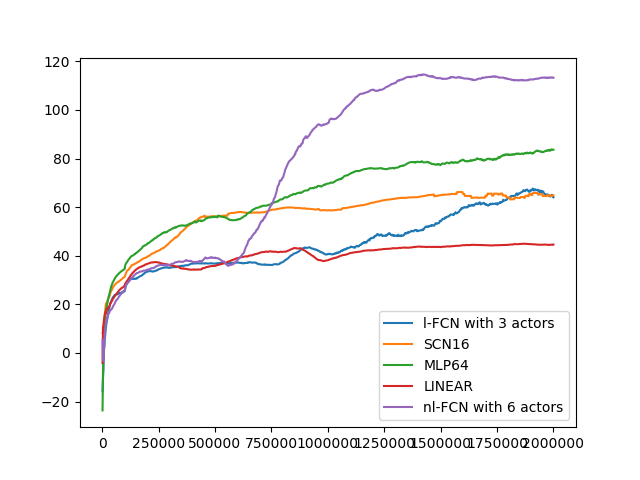 120
100
80
60
40
20
0
−20
0 250000 500000 750000 1000000 1250000 1500000 1750000 2000000
l-FCN with 3 actors
SCN16
MLP64
LINEAR
nl-FCN with 6 actors